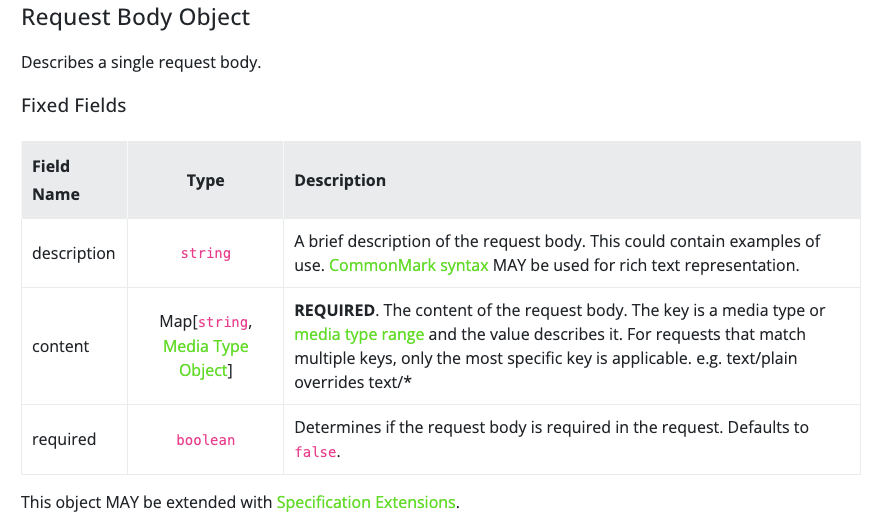 Request Body Object
Describes a single request body.
Fixed Fields
Field
Name
Type
Description
description
string
A brief description of the request body. This could contain examples of
use. CommonMark syntax MAY be used for rich text representation.
content
Map[string,
Media Type
Object]
REQUIRED. The content of the request body. The key is a media type or
media type range and the value describes it. For requests that match
multiple keys, only the most specific key is applicable. e.g. text/plain
overrides text/*
required
boolean
Determines if the request body is required in the request. Defaults to
false.
This object MAY be extended with Specification Extensions.